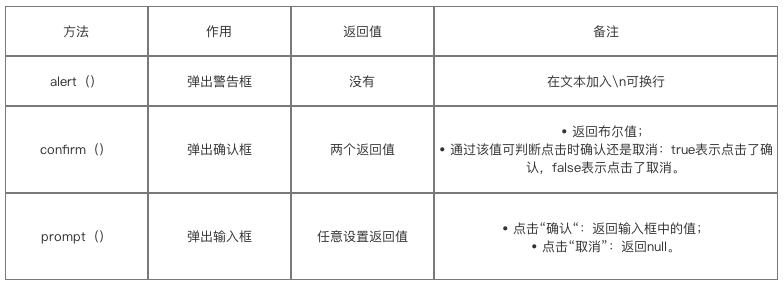 方法 作用 返回值 备注
alert（） 弹出警告框 没有 在文本加入\n可换行
confirm（） 弹出确认框 两个返回值
• 返回布尔值；
• 通过该值可判断点击时确认还是取消：true表示点击了确
认，false表示点击了取消。
prompt（） 弹出输入框 任意设置返回值
• 点击“确认“：返回输入框中的值；
• 点击“取消”：返回null。